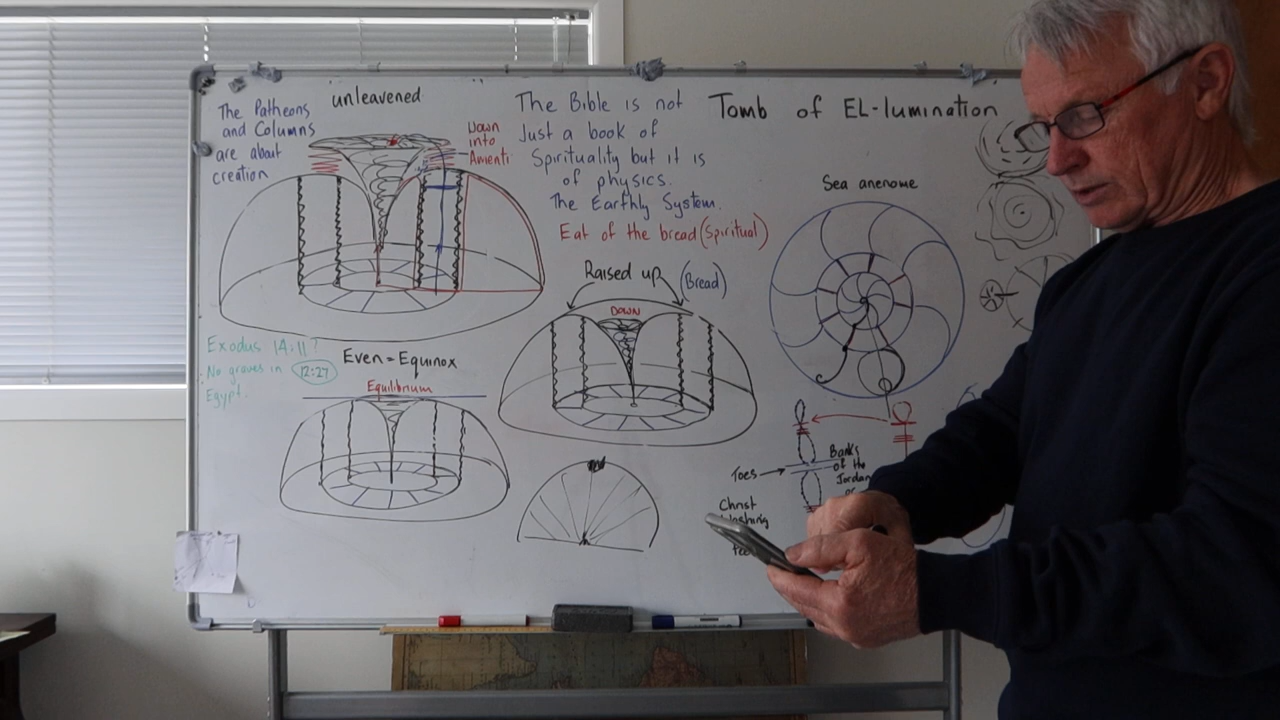 The Patheons
and Columns
are about
creation
unleavened
Down
into
Amenti
The Bible is not
Just a book of
Spirituality but it is
of physics.
The Earthly System.
Eat of the bread (Spiritual)
Tomb of EL-lumination
Sea anenome
Raised up (Bread)
DOWN
Exodus 14:11?
No graves in 12:27
Egypt.
Even = Equinox
Equilibrium
Toes
Banks
of the
Jordan
or
Christ